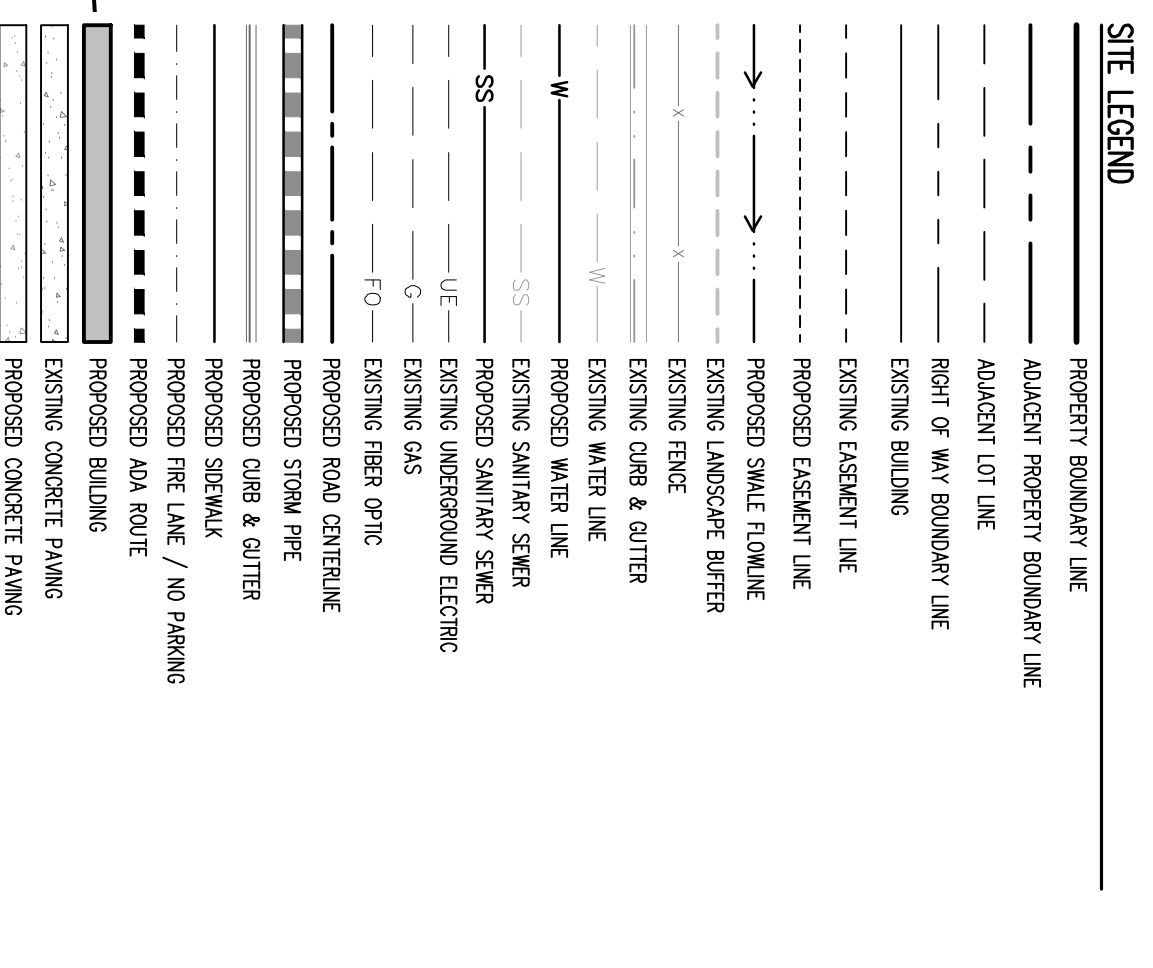 SITE LEGEND
PROPERTY BOUNDARY LINE
ADJACENT PROPERTY BOUNDARY LINE
ADJACENT LOT LINE
RIGHT OF WAY BOUNDARY LINE
EXISTING BUILDING
EXISTING EASEMENT LINE
PROPOSED EASEMENT LINE
PROPOSED SWALE FLOWLINE
EXISTING LANDSCAPE BUFFER
x x EXISTING FENCE
EXISTING CURB & GUTTER
W EXISTING WATER LINE
W PROPOSED WATER LINE
SS EXISTING SANITARY SEWER
SS PROPOSED SANITARY SEWER
UE EXISTING UNDERGROUND ELECTRIC
G EXISTING GAS
FO EXISTING FIBER OPTIC
PROPOSED ROAD CENTERLINE
PROPOSED STORM PIPE
PROPOSED CURB & GUTTER
PROPOSED SIDEWALK
PROPOSED FIRE LANE / NO PARKING
PROPOSED ADA ROUTE
PROPOSED BUILDING
EXISTING CONCRETE PAVING
PROPOSED CONCRETE PAVING